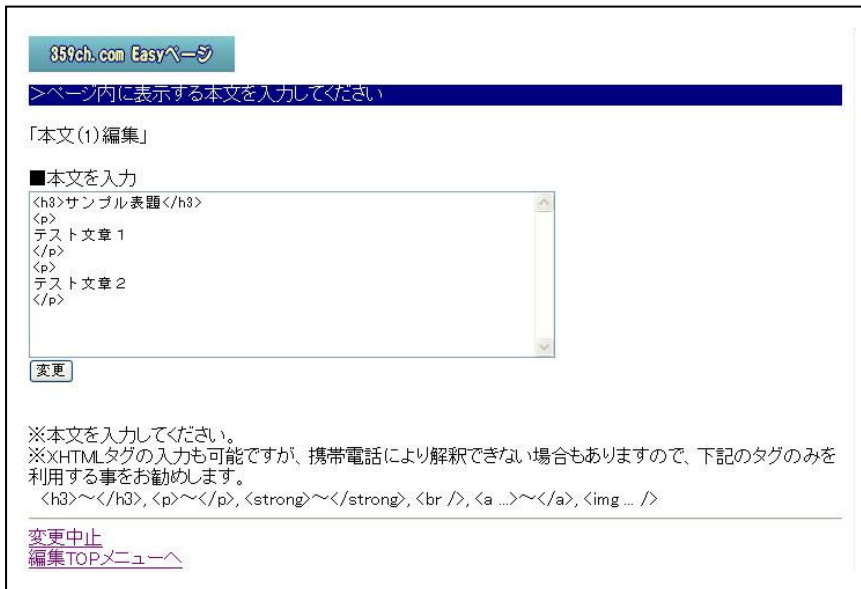 359ch.com Easyページ
>ページ内に表示する本文を入力してください
「本文(1)編集」
■本文を入力
<h3>サンプル表題</h3>
<p>
テスト文章1
</p>
<p>
テスト文章2
</p>
変更
※本文を入力してください。
※XHTMLタグの入力も可能ですが、携帯電話により解釈できない場合もありますので、下記のタグのみを
利用する事をお勧めします。
<h3>～</h3>, <p>～</p>, <strong>～</strong>, <br />, <a ...>～</a>, <img ... />
変更中止
編集TOPメニューへ